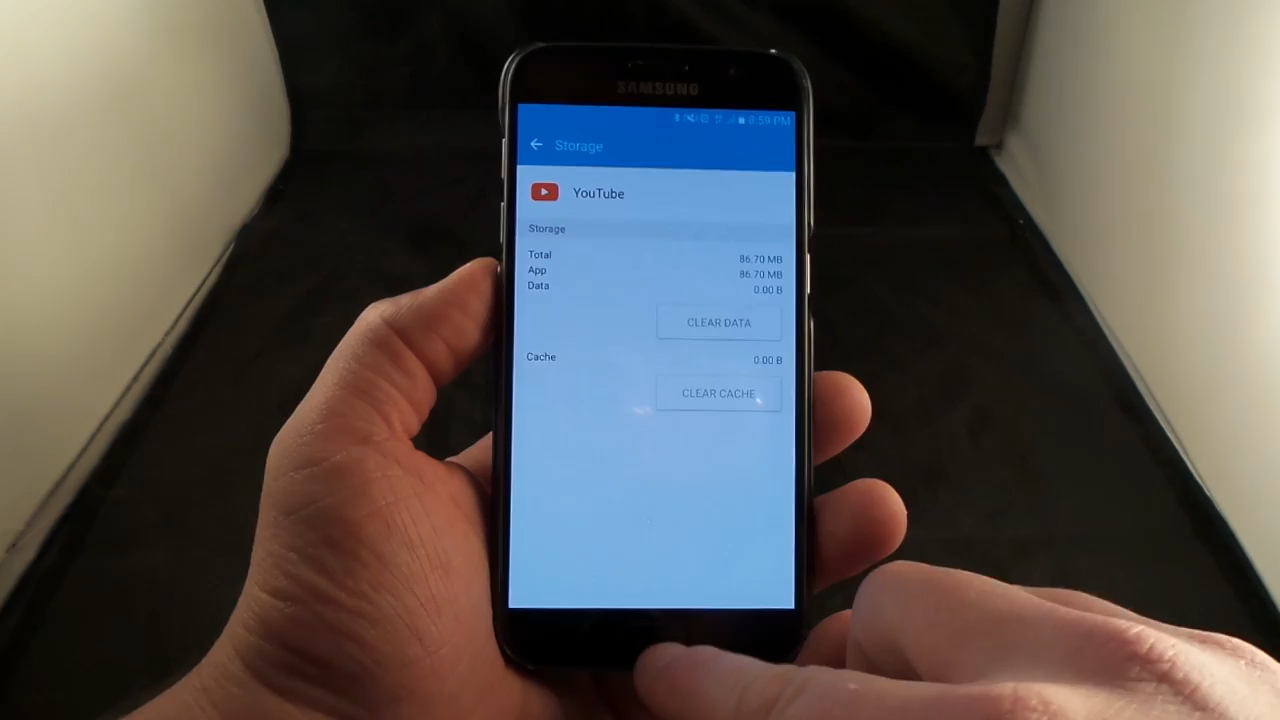 SAMSUNG
8:59 PM
Storage
YouTube
Storage
Total 86.70 MB
App 86.70 MB
Data 0.00 B
CLEAR DATA
Cache 0.00 B
CLEAR CACHE